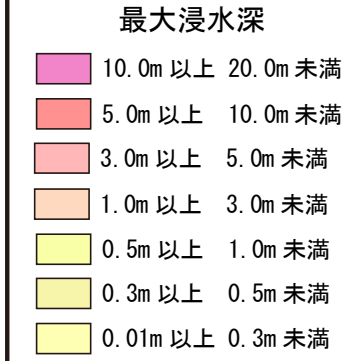 最大浸水深
10.0m 以上 20.0m 未満
5.0m 以上 10.0m 未満
3.0m 以上 5.0m 未満
1.0m 以上 3.0m 未満
0.5m 以上 1.0m 未満
0.3m 以上 0.5m 未満
0.01m 以上 0.3m 未満